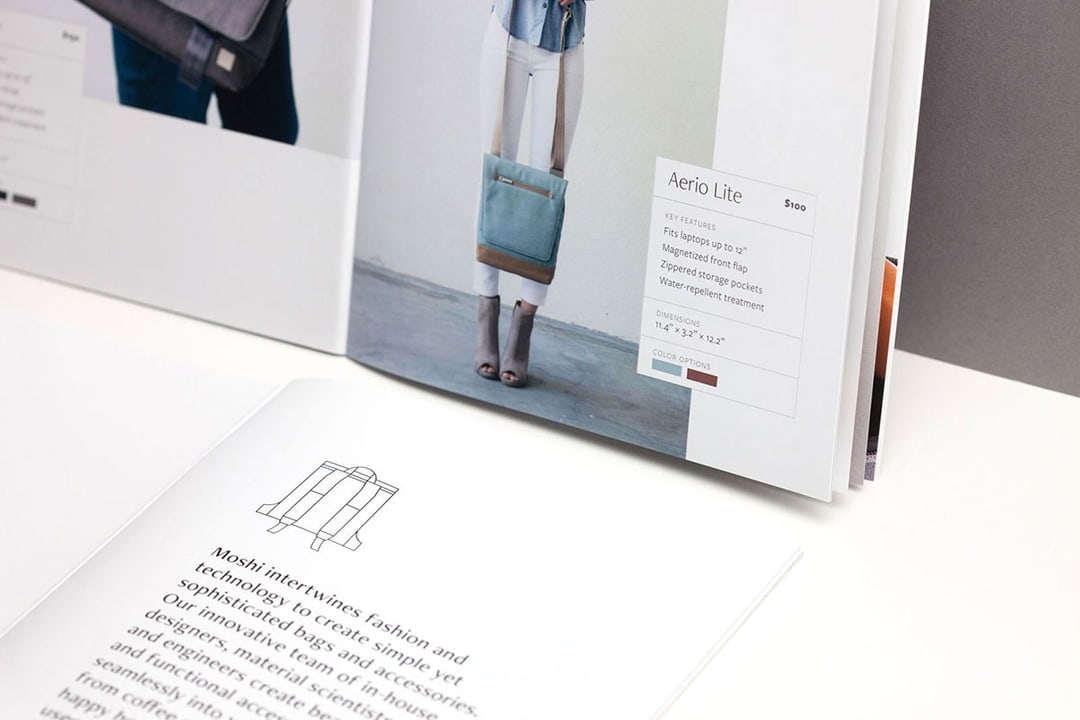 Aerio Lite
$100
KEY FEATURES
Fits laptops up to 12"
Magnetized front flap
Zippered storage pockets
Water-repellent treatment
DIMENSIONS
11.4" x 3.2" x 12.2"
COLOR OPTIONS
Moshi intertwines fashion and
technology to create simple yet
sophisticated bags and accessories.
Our innovative team of in-house
designers, material scientists
and engineers create
and functional
seamlessly into
from coffee
happy